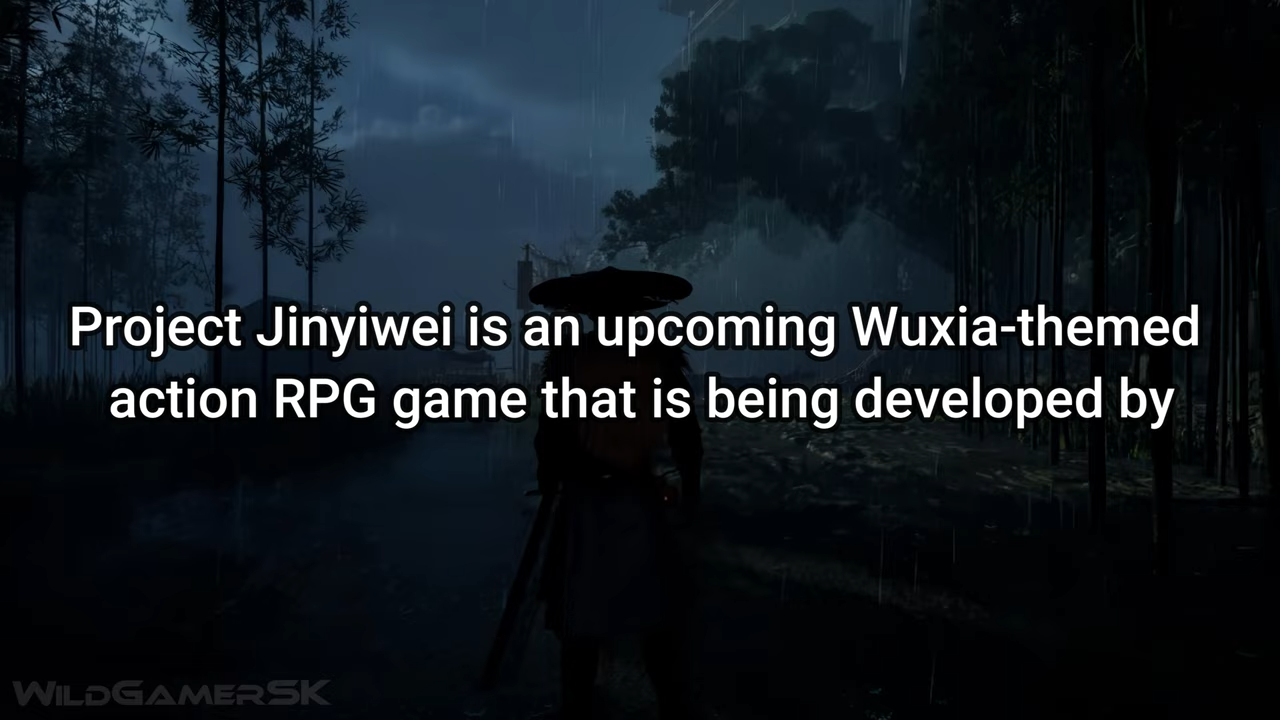 Project Jinyiwei is an upcoming Wuxia-themed
action RPG game that is being developed by
WILDGAMERSK